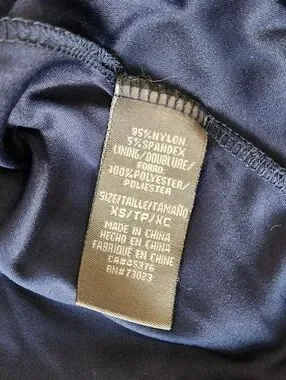 95%NYLON
5%SPANDEX
LINING/DOUBLURE/
FORRO:
100%POLYESTER/
POLIESTER
SIZE/TAILLE/TAMAÑO
XS/TP/XC
MADE IN CHINA
HECHO EN CHINA
FABRIQUÉ EN CHINE
CA#45376
RN#73023